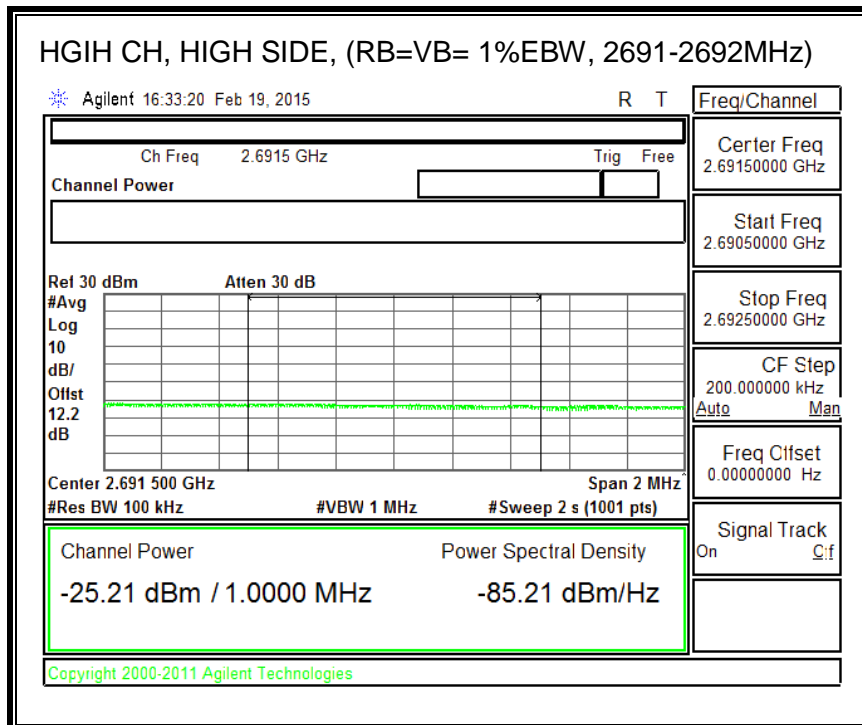 HGIH CH, HIGH SIDE, (RB=VB= 1%EBW, 2691-2692MHz)
Agilent 16:33:20 Feb 19, 2015 R T
Freq/Channel
Ch Freq 2.6915 GHz Trig Free
Channel Power
Center Freq
2.69150000 GHz
Start Freq
2.69050000 GHz
Stop Freq
2.69250000 GHz
CF Step
200.000000 kHz
Auto Man
Freq Offset
0.00000000 Hz
Signal Track
On Off
Ref 30 dBm Atten 30 dB
#Avg
Log
10
dB/
Offst
12.2
dB
Center 2.691 500 GHz Span 2 MHz
#Res BW 100 kHz #VBW 1 MHz #Sweep 2 s (1001 pts)
Channel Power Power Spectral Density
-25.21 dBm / 1.0000 MHz -85.21 dBm/Hz
Copyright 2000-2011 Agilent Technologies